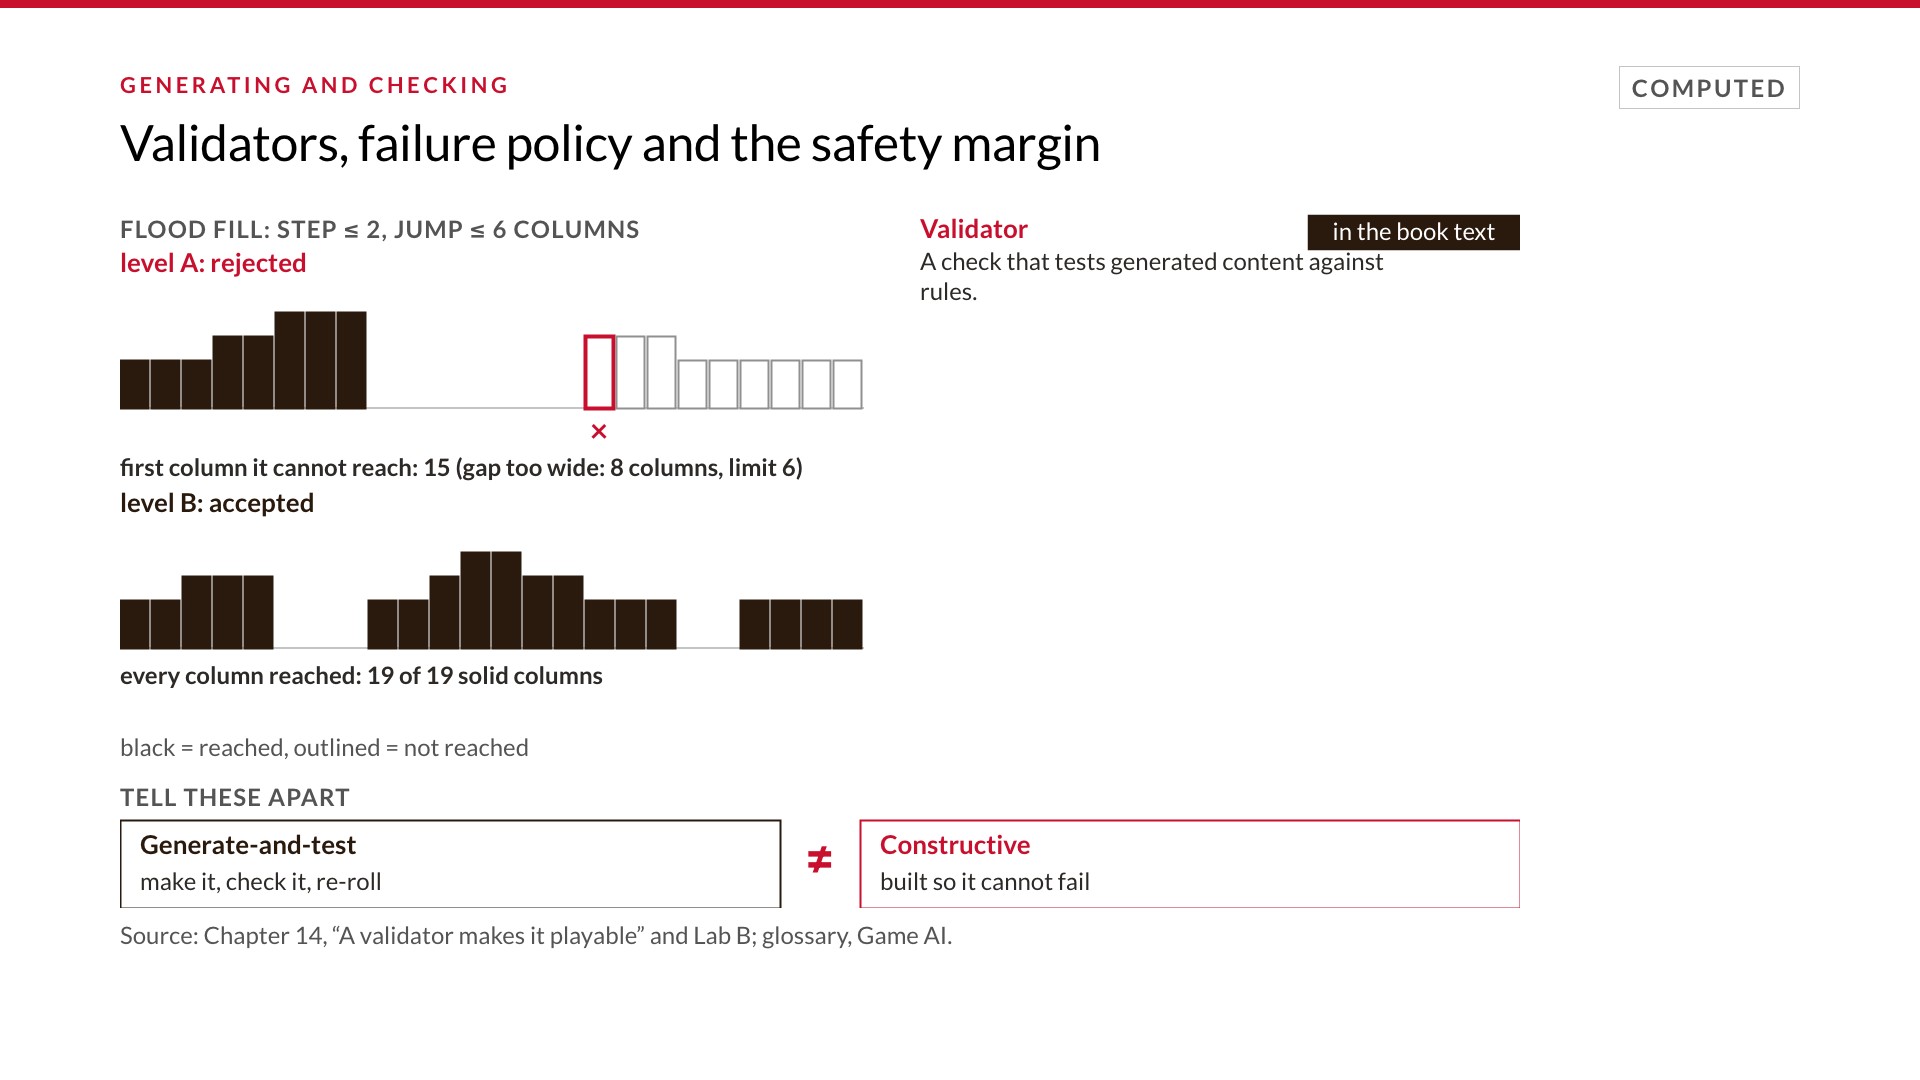 GENERATING AND CHECKING
COMPUTED
Validators, failure policy and the safety margin
FLOOD FILL: STEP ≤ 2, JUMP ≤ 6 COLUMNS
level A: rejected
×
first column it cannot reach: 15 (gap too wide: 8 columns, limit 6)
level B: accepted
every column reached: 19 of 19 solid columns
black = reached, outlined = not reached
Validator
in the book text
A check that tests generated content against
rules.
TELL THESE APART
Generate-and-test
make it, check it, re-roll
≠
Constructive
built so it cannot fail
Source: Chapter 14, “A validator makes it playable” and Lab B; glossary, Game AI.